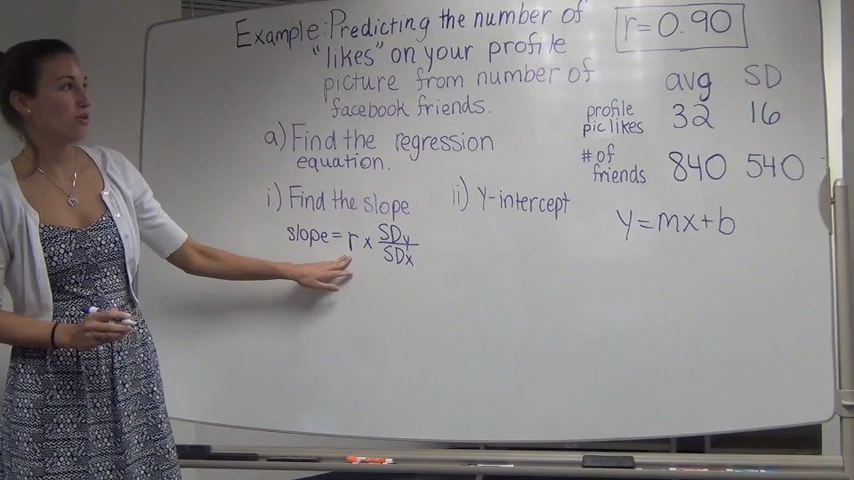 Example: Predicting the number of
"likes" on your profile
picture from number of
facebook friends.
r=0.90
avg SD
profile pic likes 32 16
# of friends 840 540
a) Find the regression
equation.
i) Find the slope
slope = r x SDy/SDx
ii) Y-intercept
y=mx+b